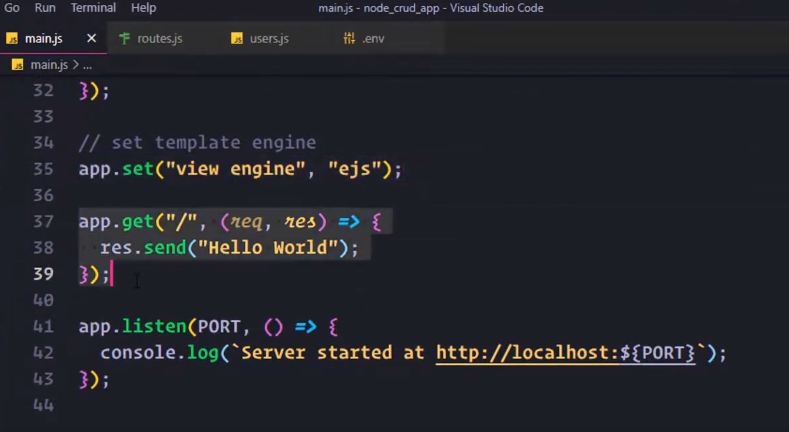 Go Run Terminal Help main.js - node_crud_app - Visual Studio Code
JS main.js × routes.js JS users.js .env
JS main.js > ...
32 });
33
34 // set template engine
35 app.set("view engine", "ejs");
36
37 app.get("/", (req, res) => {
38 res.send("Hello World");
39 });
40
41 app.listen(PORT, () => {
42 console.log(`Server started at http://localhost:${PORT}`);
43 });
44